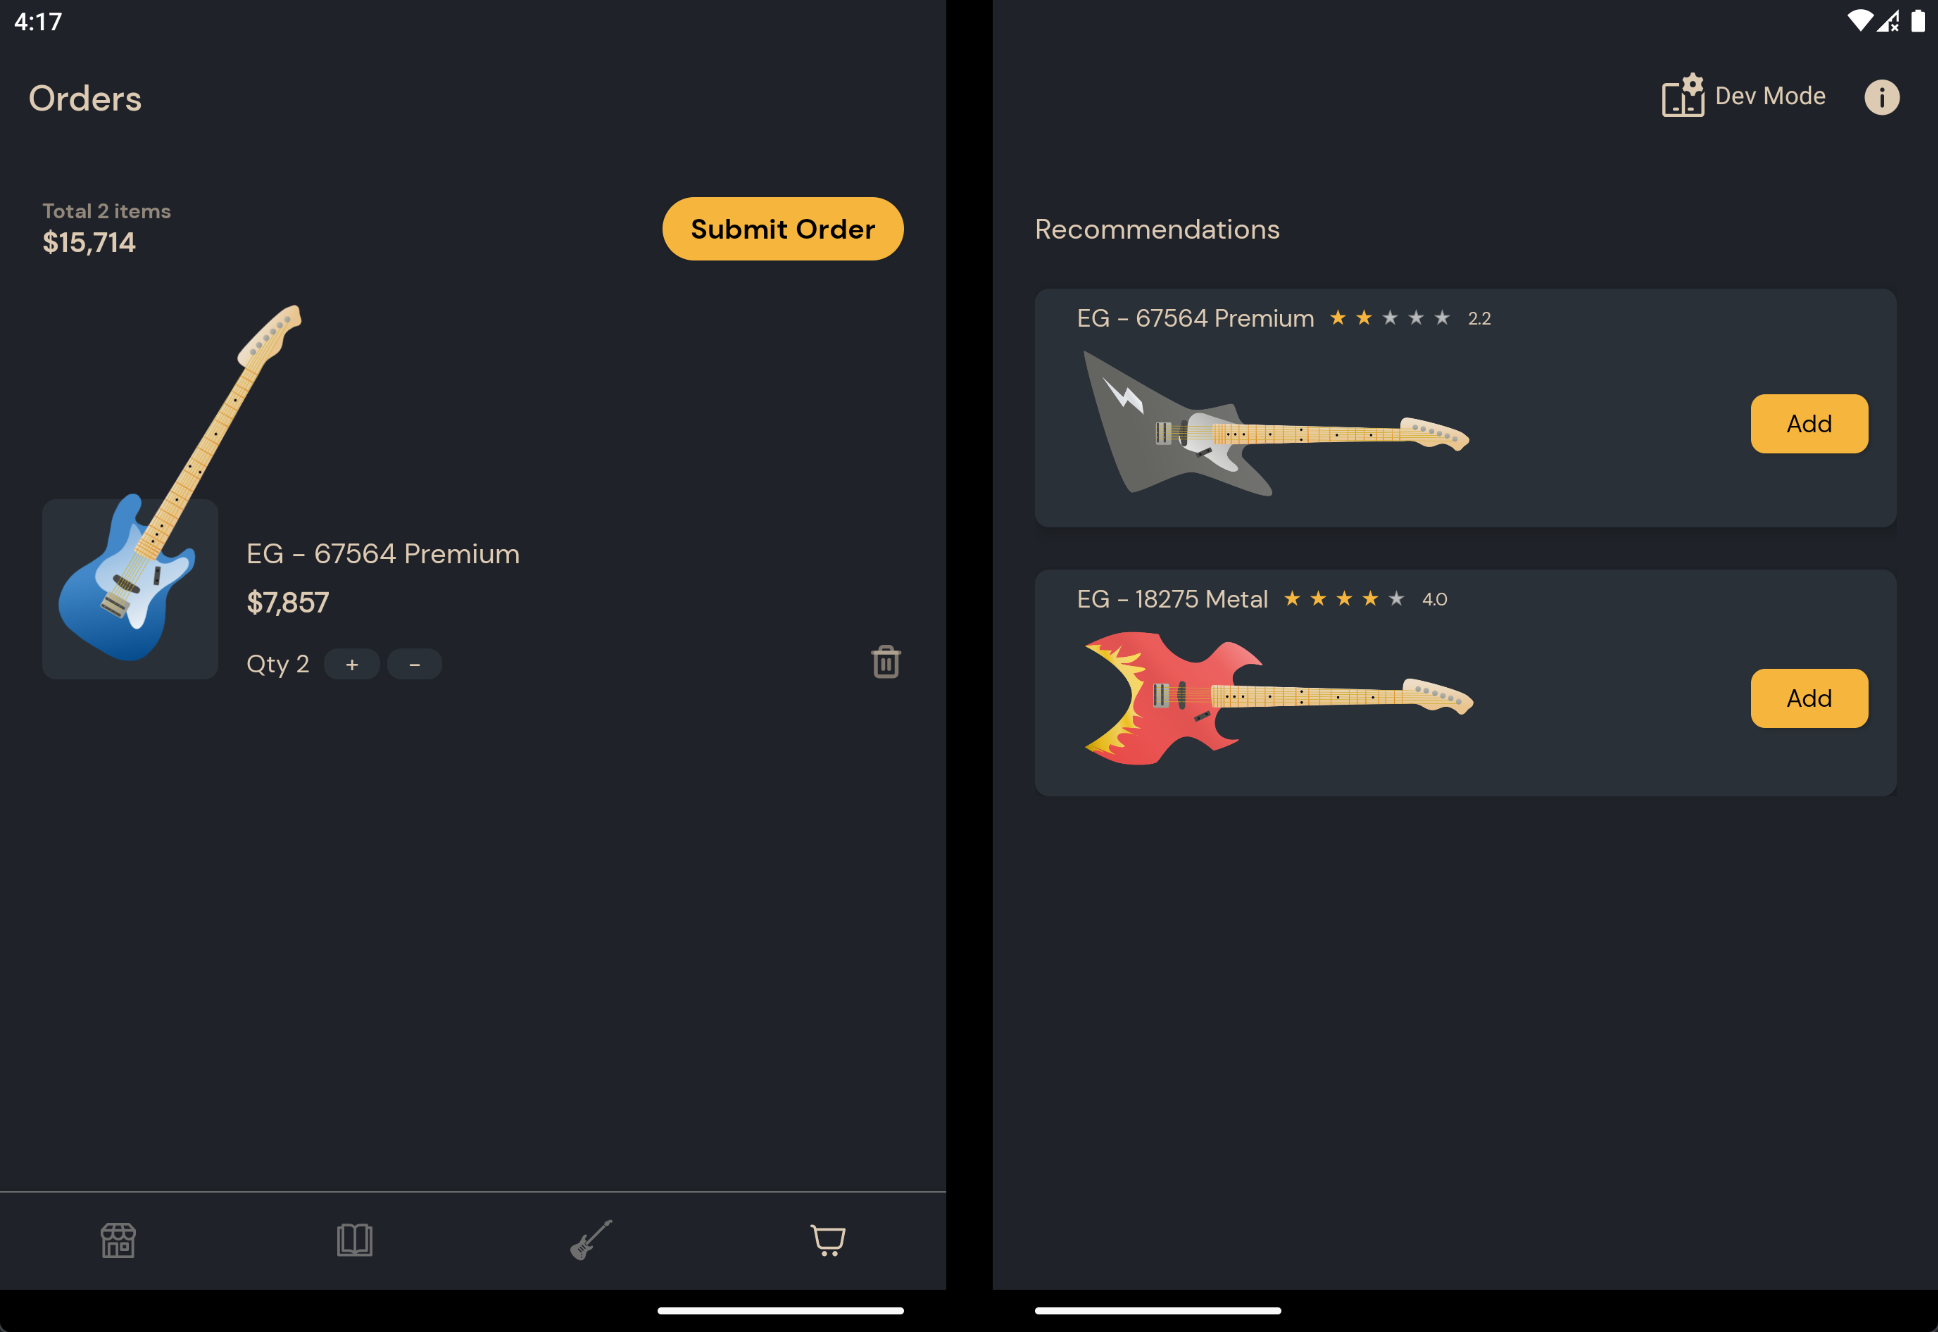 4:17
Orders
Dev Mode
Total 2 items
$15,714
Submit Order
EG - 67564 Premium
$7,857
Qty 2 + -
Recommendations
EG - 67564 Premium 2.2
Add
EG - 18275 Metal 4.0
Add